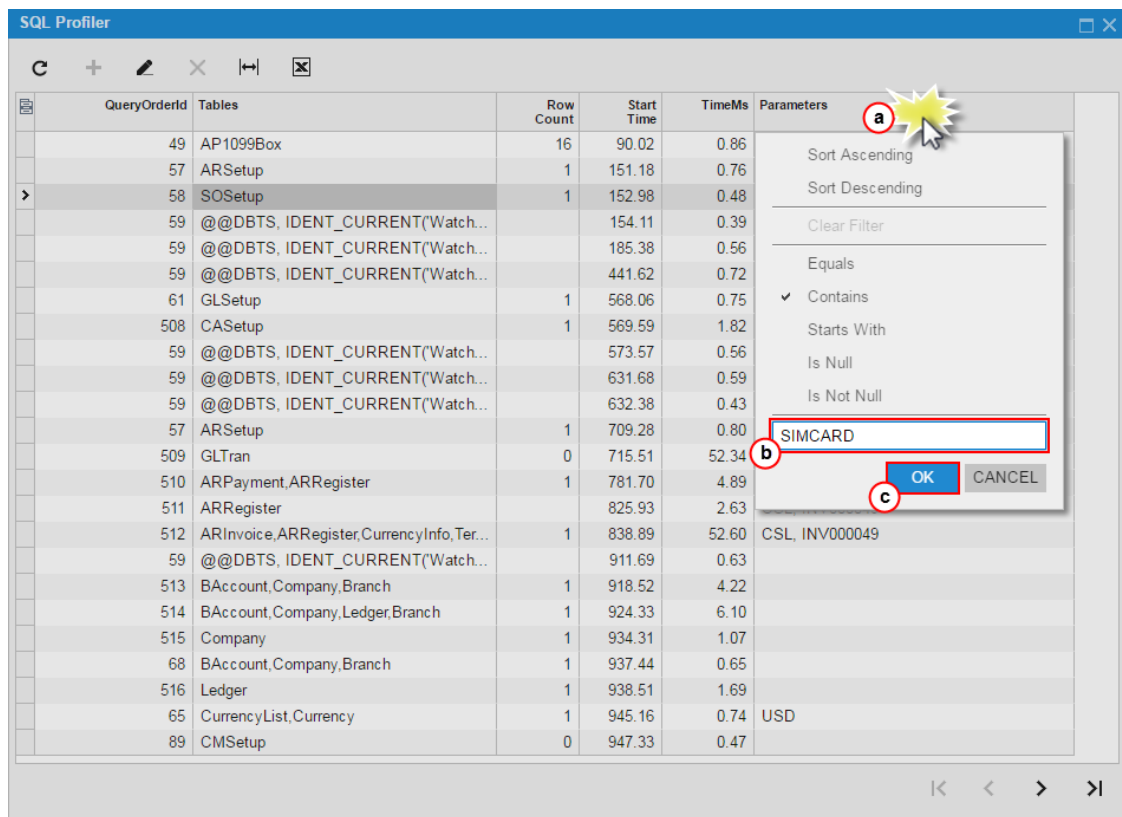 SQL Profiler
QueryOrderId Tables Row Count Start Time TimeMs Parameters
a
49 AP1099Box 16 90.02 0.86
57 ARSetup 1 151.18 0.76
58 SOSetup 1 152.98 0.48
59 @@DBTS, IDENT_CURRENT('Watch... 154.11 0.39
59 @@DBTS, IDENT_CURRENT('Watch... 185.38 0.56
59 @@DBTS, IDENT_CURRENT('Watch... 441.62 0.72
61 GLSetup 1 568.06 0.75
508 CASetup 1 569.59 1.82
59 @@DBTS, IDENT_CURRENT('Watch... 573.57 0.56
59 @@DBTS, IDENT_CURRENT('Watch... 631.68 0.59
59 @@DBTS, IDENT_CURRENT('Watch... 632.38 0.43
57 ARSetup 1 709.28 0.80
509 GLTran 0 715.51 52.34
510 ARPayment,ARRegister 1 781.70 4.89
511 ARRegister 825.93 2.63
512 ARInvoice,ARRegister,CurrencyInfo,Ter... 1 838.89 52.60 CSL, INV000049
59 @@DBTS, IDENT_CURRENT('Watch... 911.69 0.63
513 BAccount,Company,Branch 1 918.52 4.22
514 BAccount,Company,Ledger,Branch 1 924.33 6.10
515 Company 1 934.31 1.07
68 BAccount,Company,Branch 1 937.44 0.65
516 Ledger 1 938.51 1.69
65 CurrencyList,Currency 1 945.16 0.74 USD
89 CMSetup 0 947.33 0.47
Sort Ascending
Sort Descending
Clear Filter
Equals
Contains
Starts With
Is Null
Is Not Null
SIMCARD
b
OK CANCEL
c